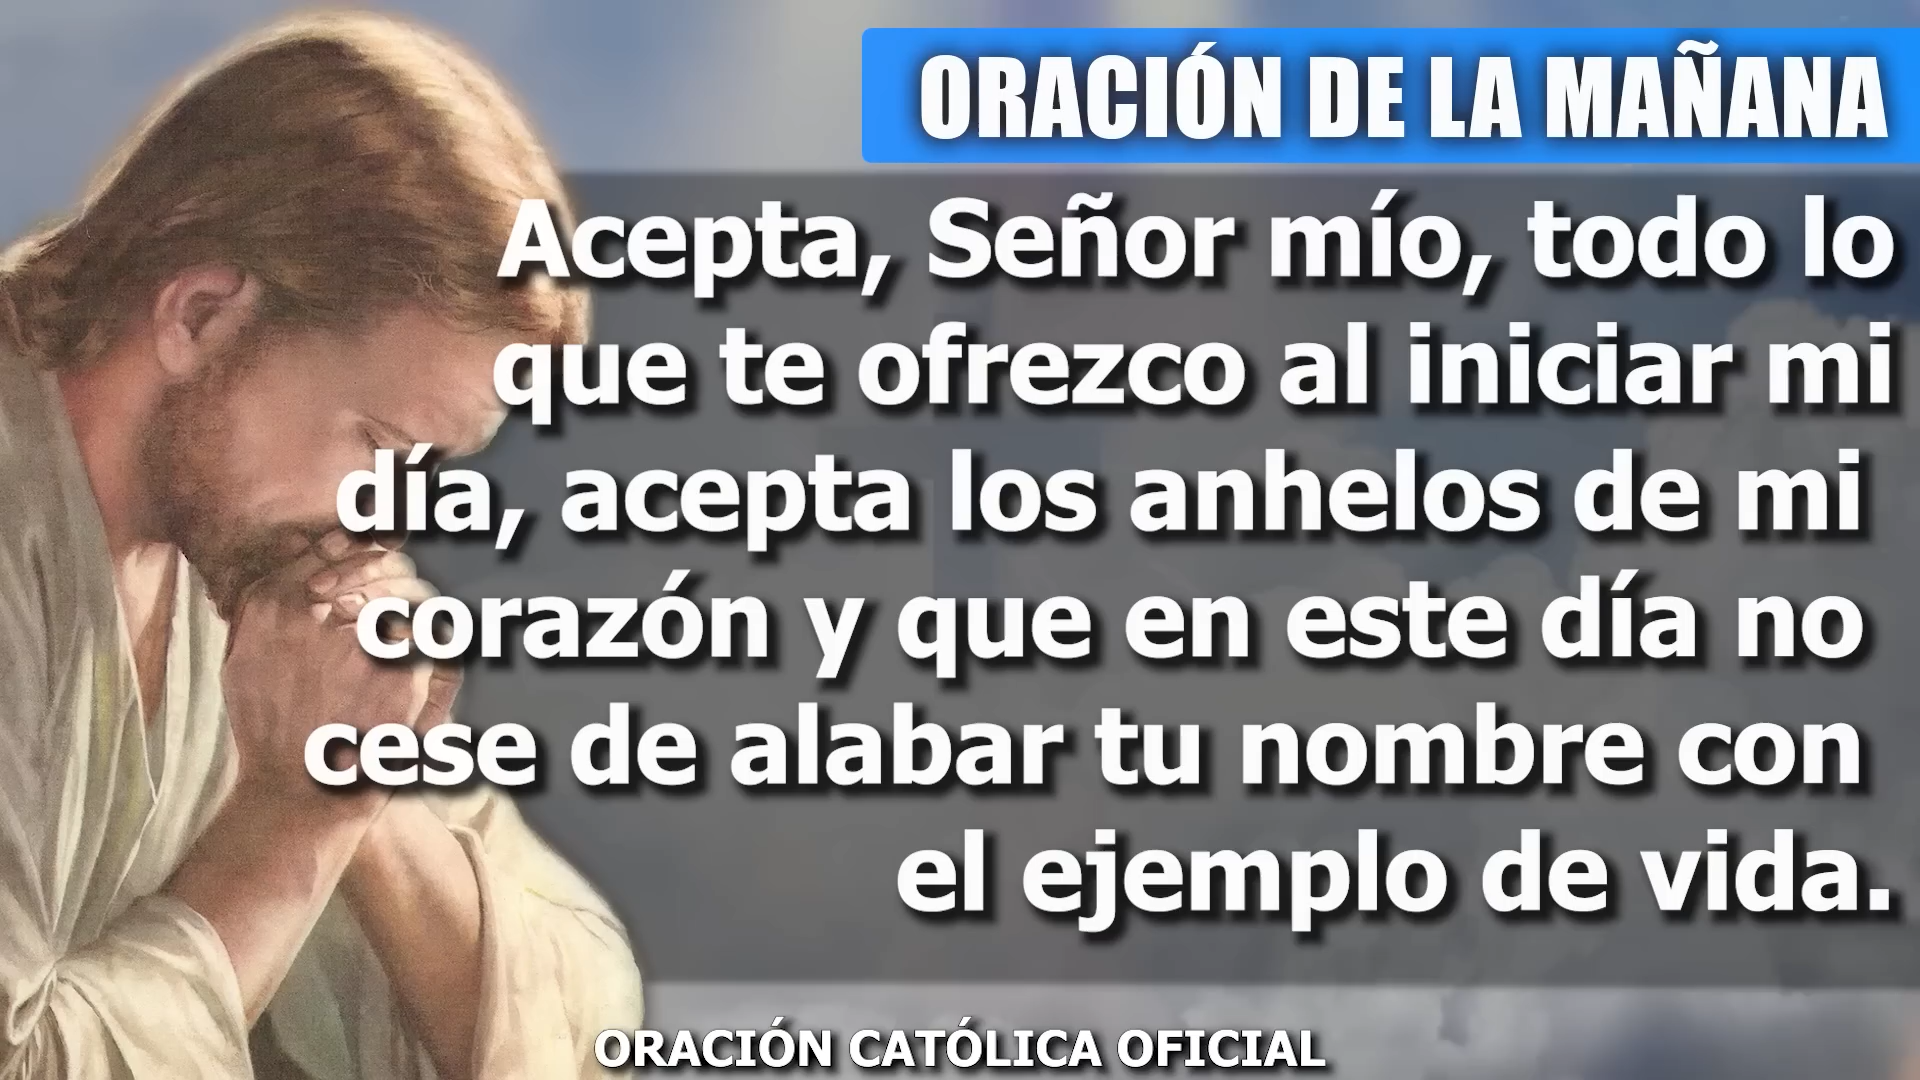 ORACIÓN DE LA MAÑANA
Acepta, Señor mío, todo lo
que te ofrezco al iniciar mi
día, acepta los anhelos de mi
corazón y que en este día no
cese de alabar tu nombre con
el ejemplo de vida.
ORACIÓN CATÓLICA OFICIAL